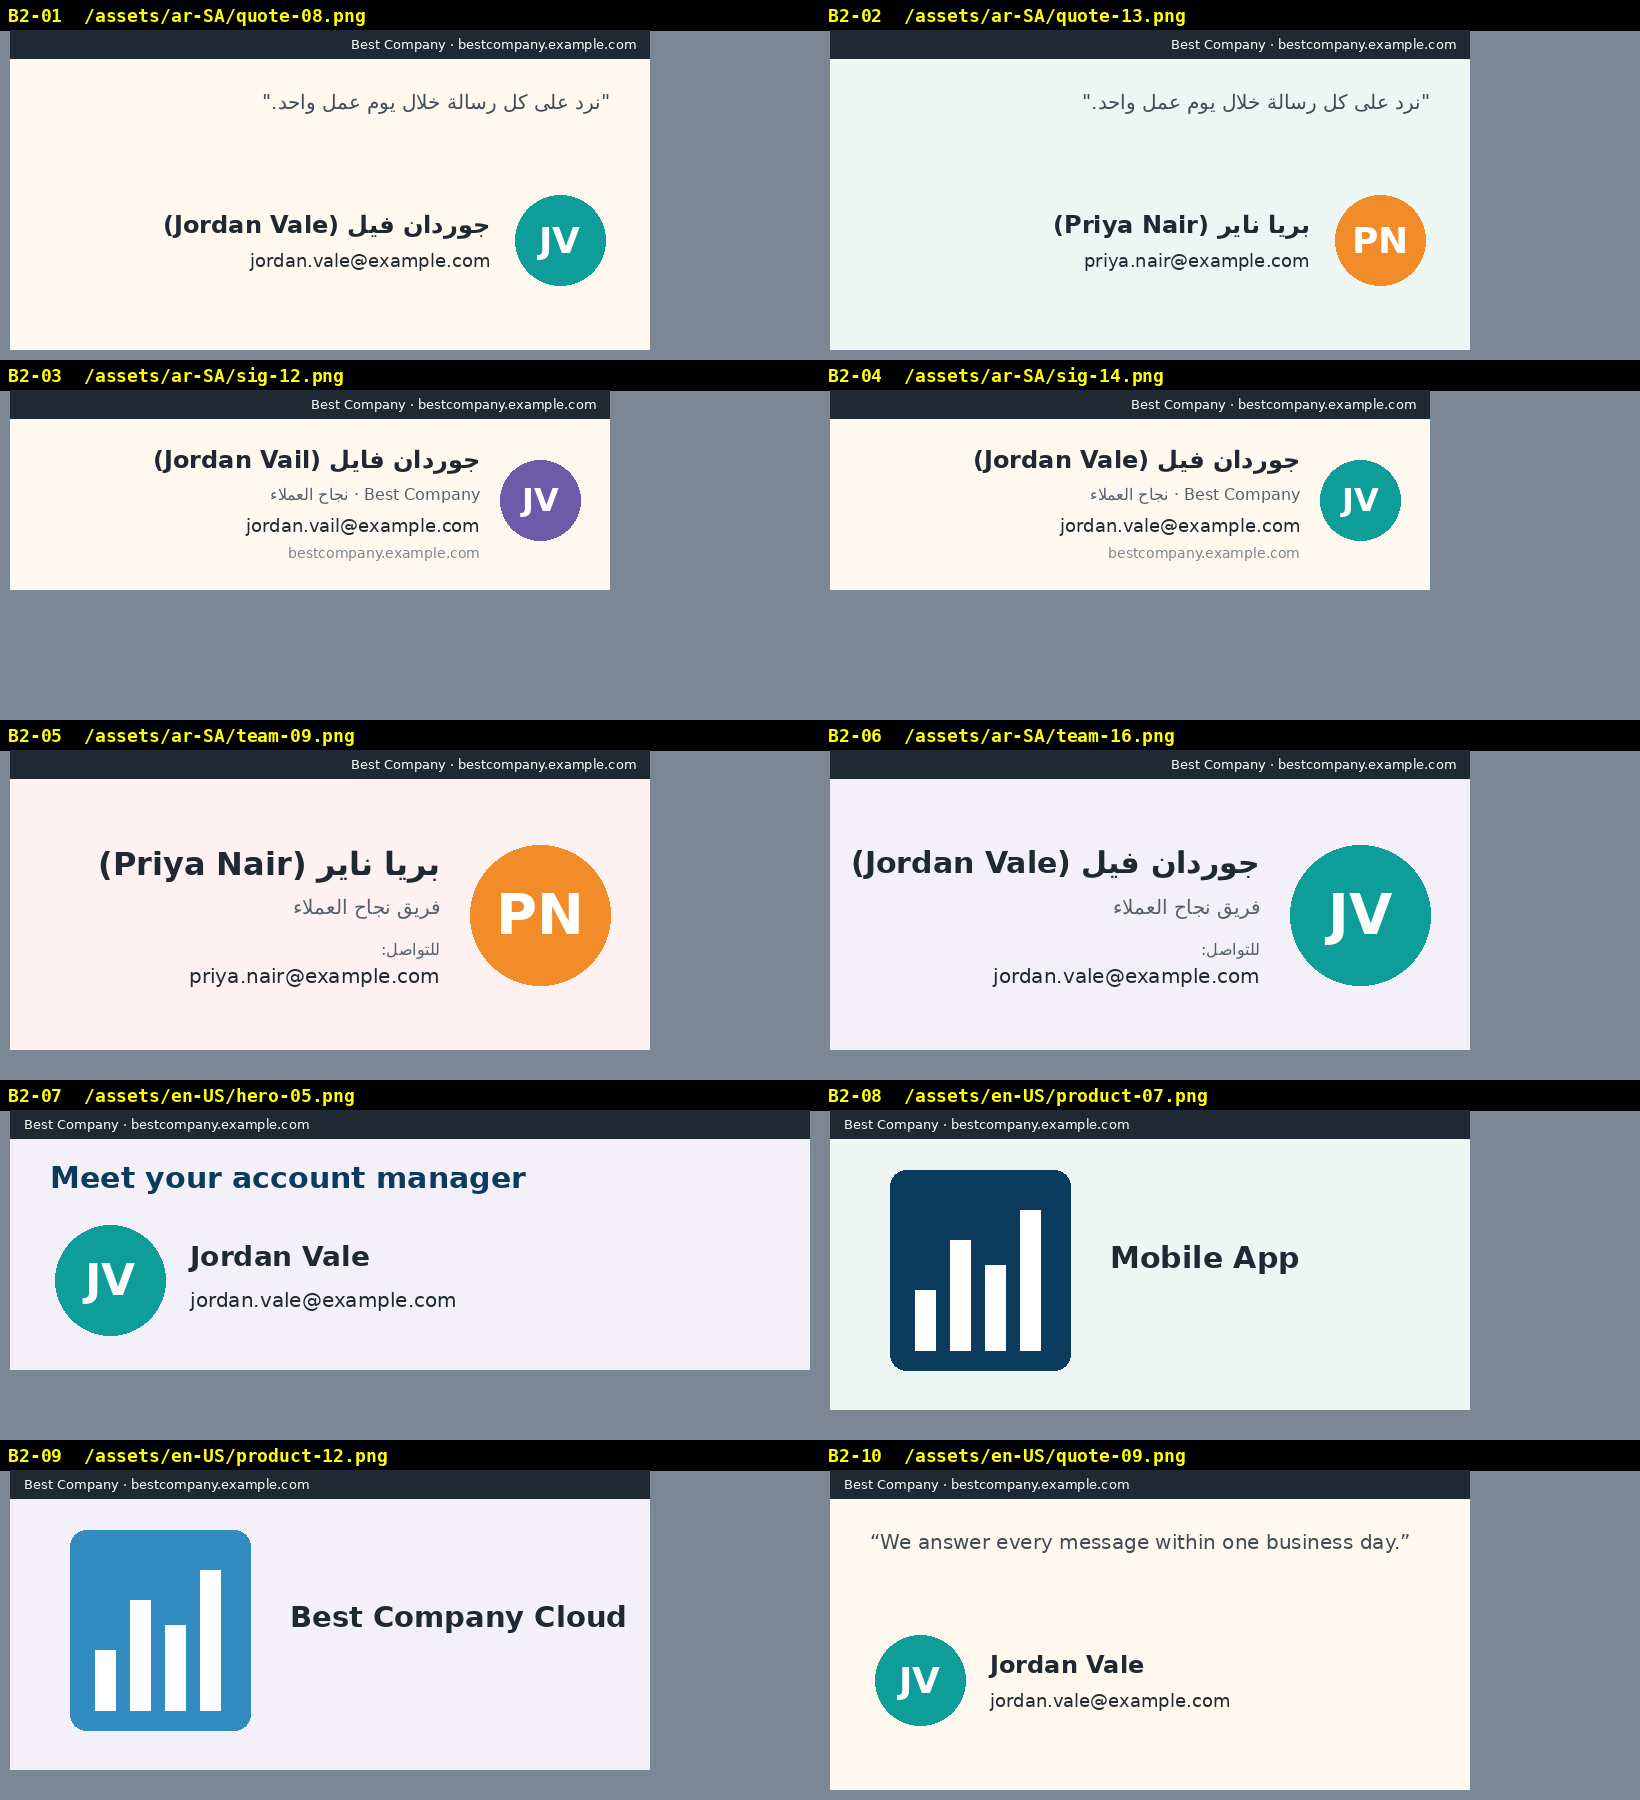 B2-01 /assets/ar-SA/quote-08.png
Best Company · bestcompany.example.com
"نرد على كل رسالة خلال يوم عمل واحد."
جوردان فيل (Jordan Vale)
jordan.vale@example.com
JV
B2-02 /assets/ar-SA/quote-13.png
Best Company · bestcompany.example.com
"نرد على كل رسالة خلال يوم عمل واحد."
بريا ناير (Priya Nair)
priya.nair@example.com
PN
B2-03 /assets/ar-SA/sig-12.png
Best Company · bestcompany.example.com
جوردان فايل (Jordan Vail)
نجاح العملاء · Best Company
jordan.vail@example.com
bestcompany.example.com
JV
B2-04 /assets/ar-SA/sig-14.png
Best Company · bestcompany.example.com
جوردان فيل (Jordan Vale)
نجاح العملاء · Best Company
jordan.vale@example.com
bestcompany.example.com
JV
B2-05 /assets/ar-SA/team-09.png
Best Company · bestcompany.example.com
بريا ناير (Priya Nair)
فريق نجاح العملاء
للتواصل:
priya.nair@example.com
PN
B2-06 /assets/ar-SA/team-16.png
Best Company · bestcompany.example.com
جوردان فيل (Jordan Vale)
فريق نجاح العملاء
للتواصل:
jordan.vale@example.com
JV
B2-07 /assets/en-US/hero-05.png
Best Company · bestcompany.example.com
Meet your account manager
JV
Jordan Vale
jordan.vale@example.com
B2-08 /assets/en-US/product-07.png
Best Company · bestcompany.example.com
Mobile App
B2-09 /assets/en-US/product-12.png
Best Company · bestcompany.example.com
Best Company Cloud
B2-10 /assets/en-US/quote-09.png
Best Company · bestcompany.example.com
“We answer every message within one business day.”
JV
Jordan Vale
jordan.vale@example.com